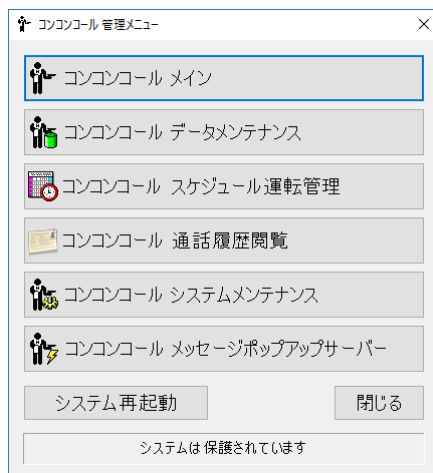 コンコンコール 管理メニュー
コンコンコール メイン
コンコンコール データメンテナンス
コンコンコール スケジュール運転管理
コンコンコール 通話履歴閲覧
コンコンコール システムメンテナンス
コンコンコール メッセージポップアップサーバー
システム再起動 閉じる
システムは保護されています